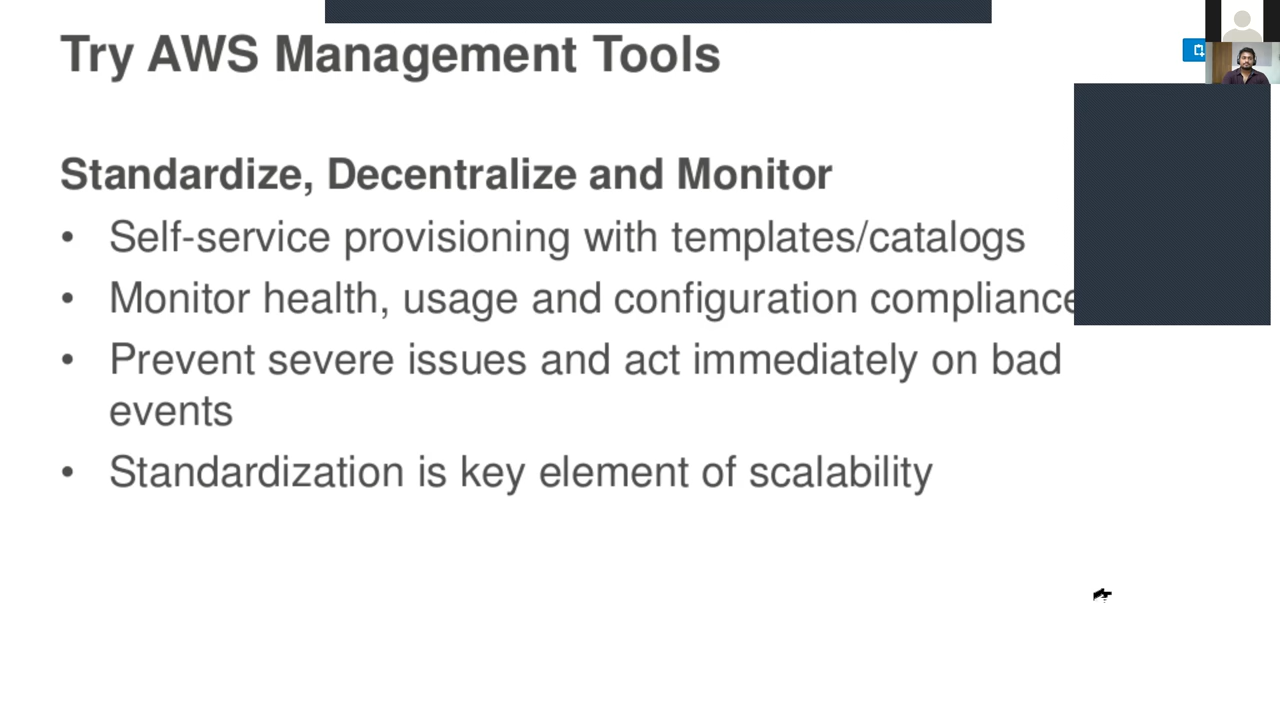 Try AWS Management Tools
Standardize, Decentralize and Monitor
• Self-service provisioning with templates/catalogs
• Monitor health, usage and configuration compliance
• Prevent severe issues and act immediately on bad
events
• Standardization is key element of scalability